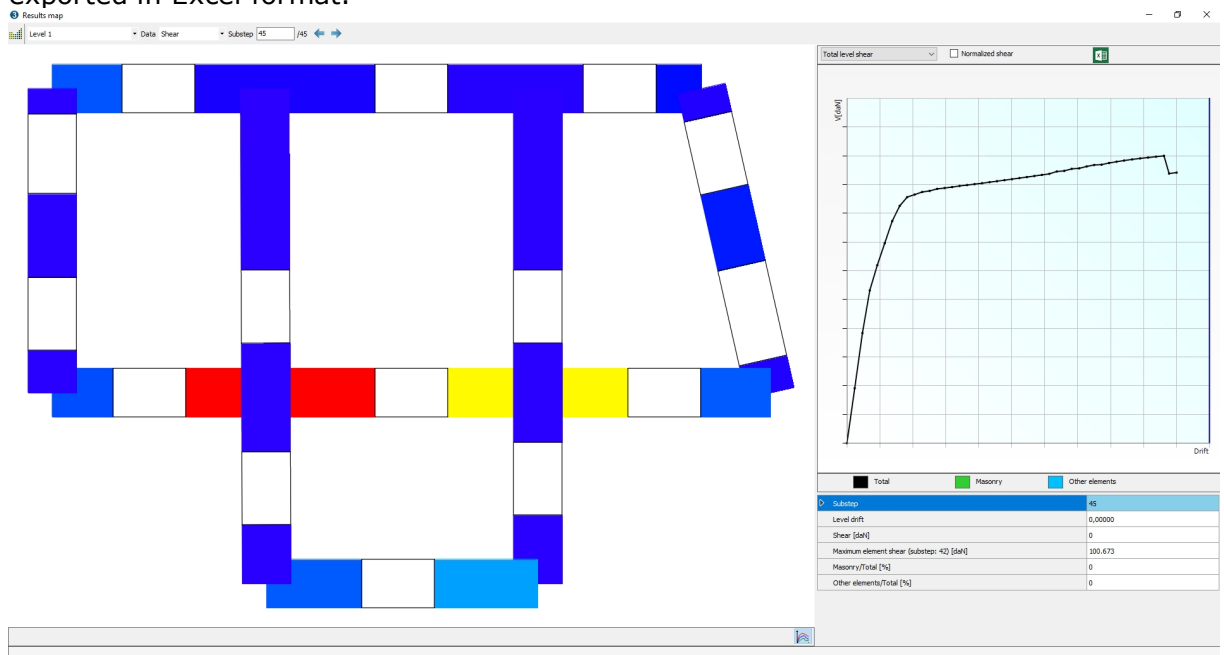 exported in Excel format.
Results map
Level 1 Data Shear Substep 45 /45
Total level shear Normalized shear
V[daN]
Drift
Total Masonry Other elements
Substep 45
Level drift 0,00000
Shear [daN] 0
Maximum element shear (substep: 42) [daN] 100.673
Masonry/Total [%] 0
Other elements/Total [%] 0